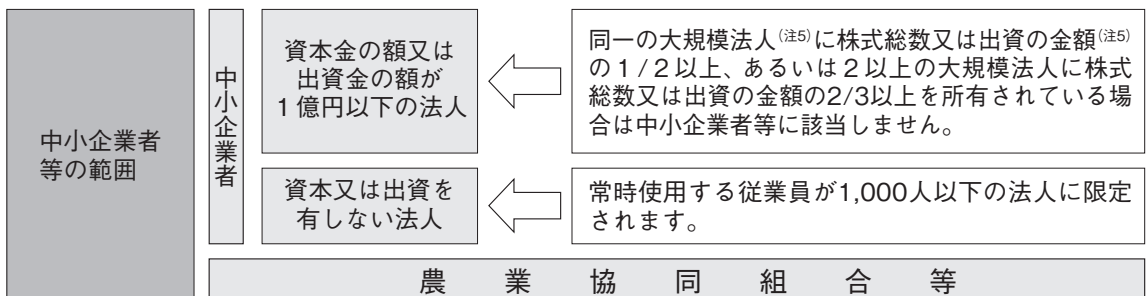 中小企業者
等の範囲
中小企業者
資本金の額又は
出資金の額が
1億円以下の法人
同一の大規模法人(注5)に株式総数又は出資の金額(注5)
の1/2以上、あるいは2以上の大規模法人に株式
総数又は出資の金額の2/3以上を所有されている場
合は中小企業者等に該当しません。
資本又は出資を
有しない法人
常時使用する従業員が1,000人以下の法人に限定
されます。
農業協同組合等